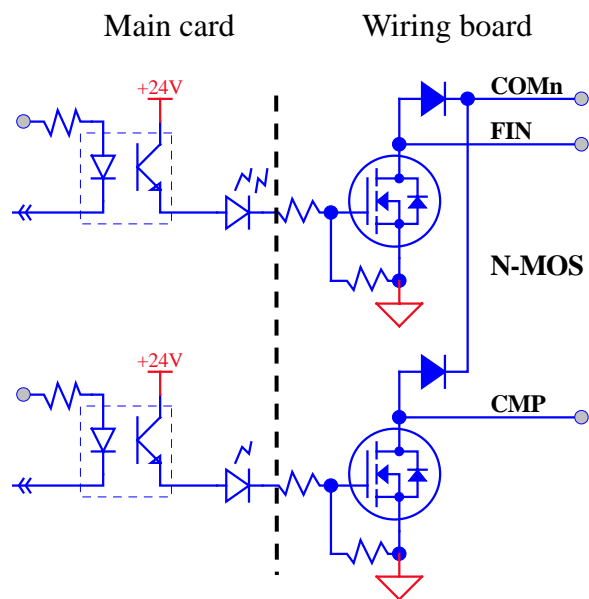 Main card
Wiring board
+24V
COMn
FIN
N-MOS
+24V
CMP